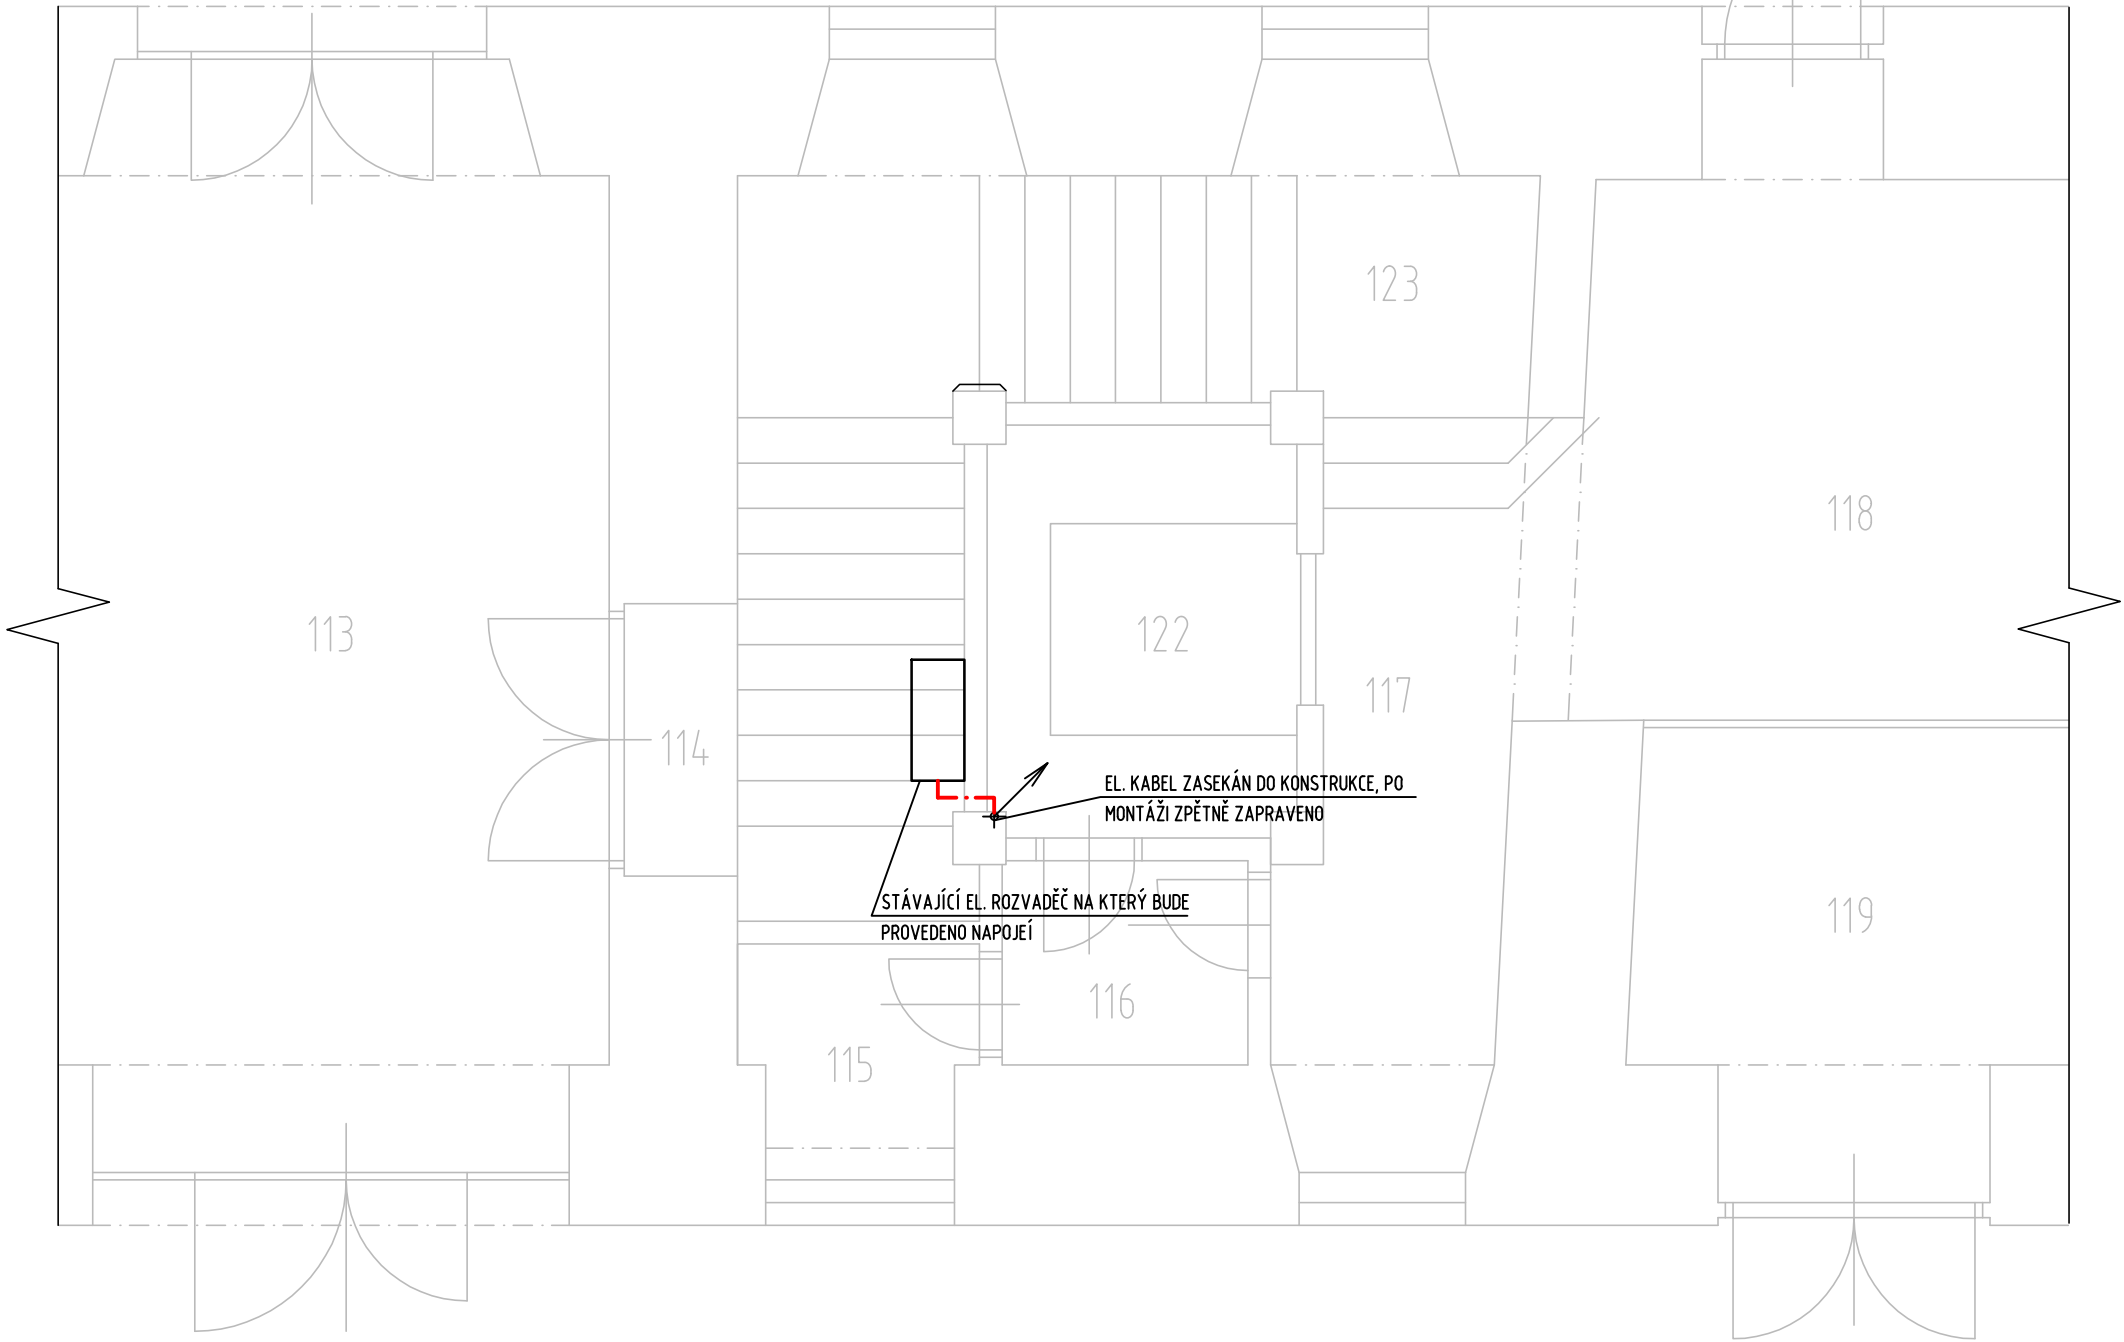 123
118
113
122
117
114
EL. KABEL ZASEKÁN DO KONSTRUKCE, PO
MONTÁŽI ZPĚTNĚ ZAPRAVENO
STÁVAJÍCÍ EL. ROZVADĚČ NA KTERÝ BUDE
PROVEDENO NAPOJEÍ
119
116
115